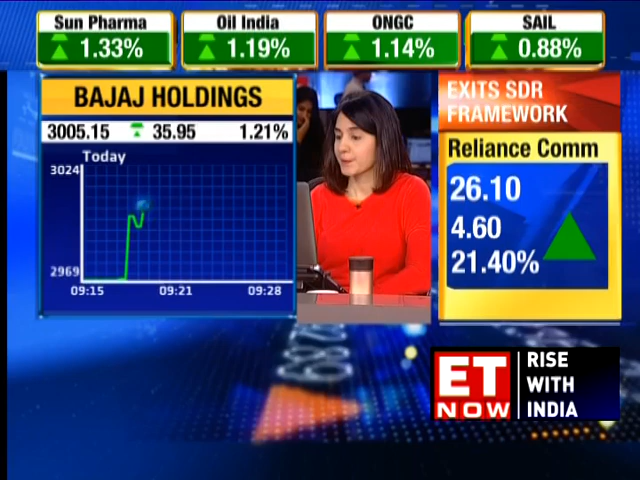 Sun Pharma
1.33%
Oil India
1.19%
ONGC
1.14%
SAIL
0.88%
BAJAJ HOLDINGS
3005.15 35.95 1.21%
Today
3024
2969
09:15 09:21 09:28
EXITS SDR
FRAMEWORK
Reliance Comm
26.10
4.60
21.40%
ET
NOW
RISE
WITH
INDIA